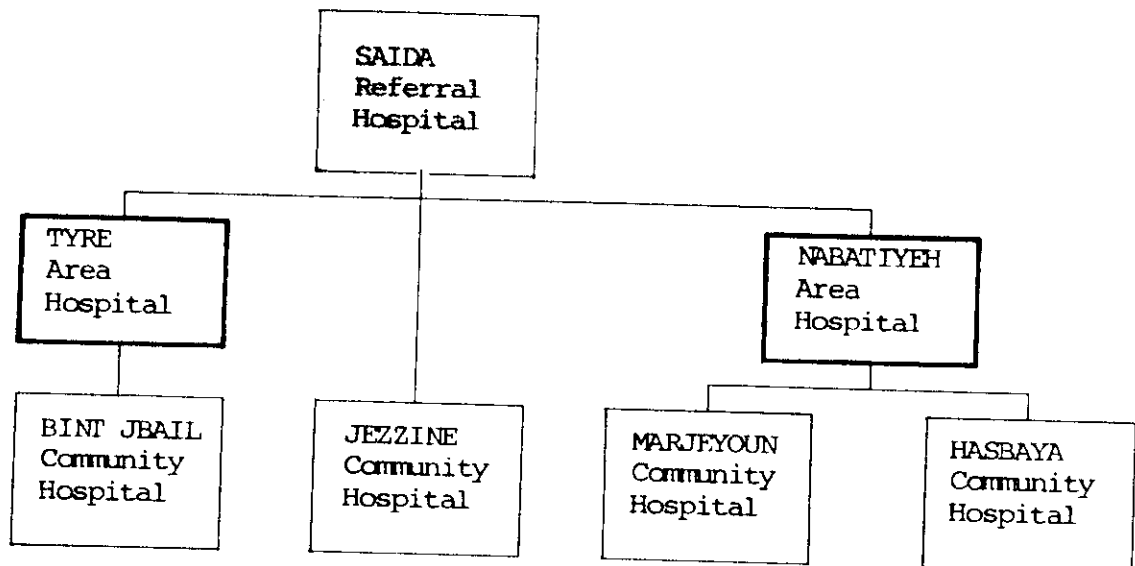 SAIDA
Referral
Hospital
TYRE
Area
Hospital
NABATIYEH
Area
Hospital
BINT JBAIL
Community
Hospital
JEZZINE
Community
Hospital
MARJEYOUN
Community
Hospital
HASBAYA
Community
Hospital